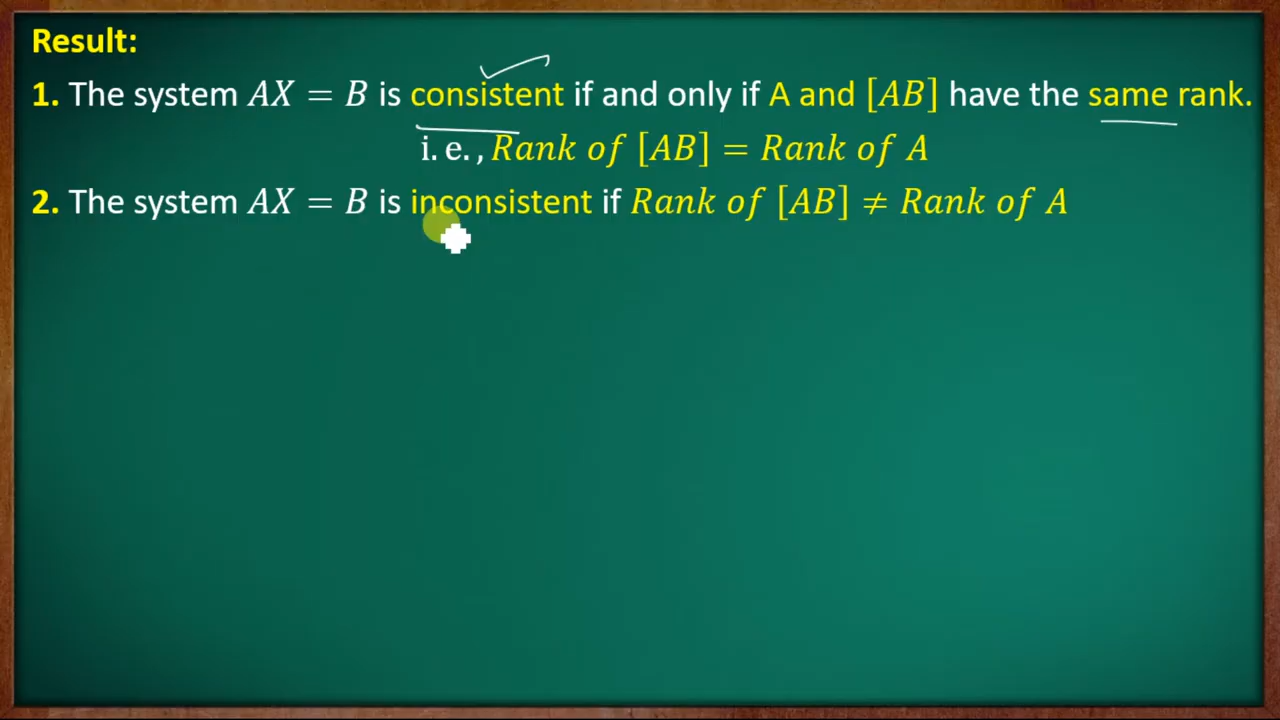 Result:
1. The system AX = B is consistent if and only if A and [AB] have the same rank.
i. e., Rank of [AB] = Rank of A
2. The system AX = B is inconsistent if Rank of [AB] ≠ Rank of A